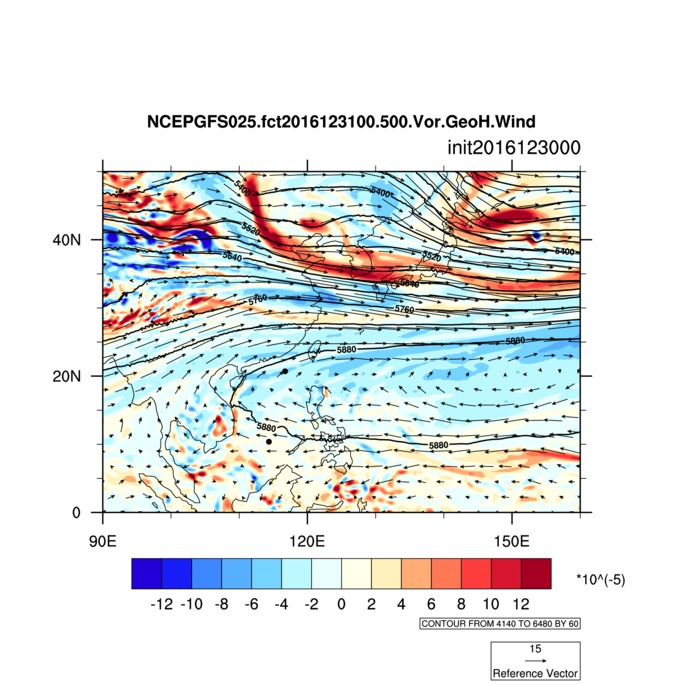 NCEPGFS025.fct2016123100.500.Vor.GeoH.Wind
init2016123000
5400
5400
5520
5520
5400
40N
5640
5640
5760
5760
5880
5880
20N
5880
5880
0
90E 120E 150E
-12 -10 -8 -6 -4 -2 0 2 4 6 8 10 12
*10^(-5)
CONTOUR FROM 4140 TO 6480 BY 60
15
Reference Vector